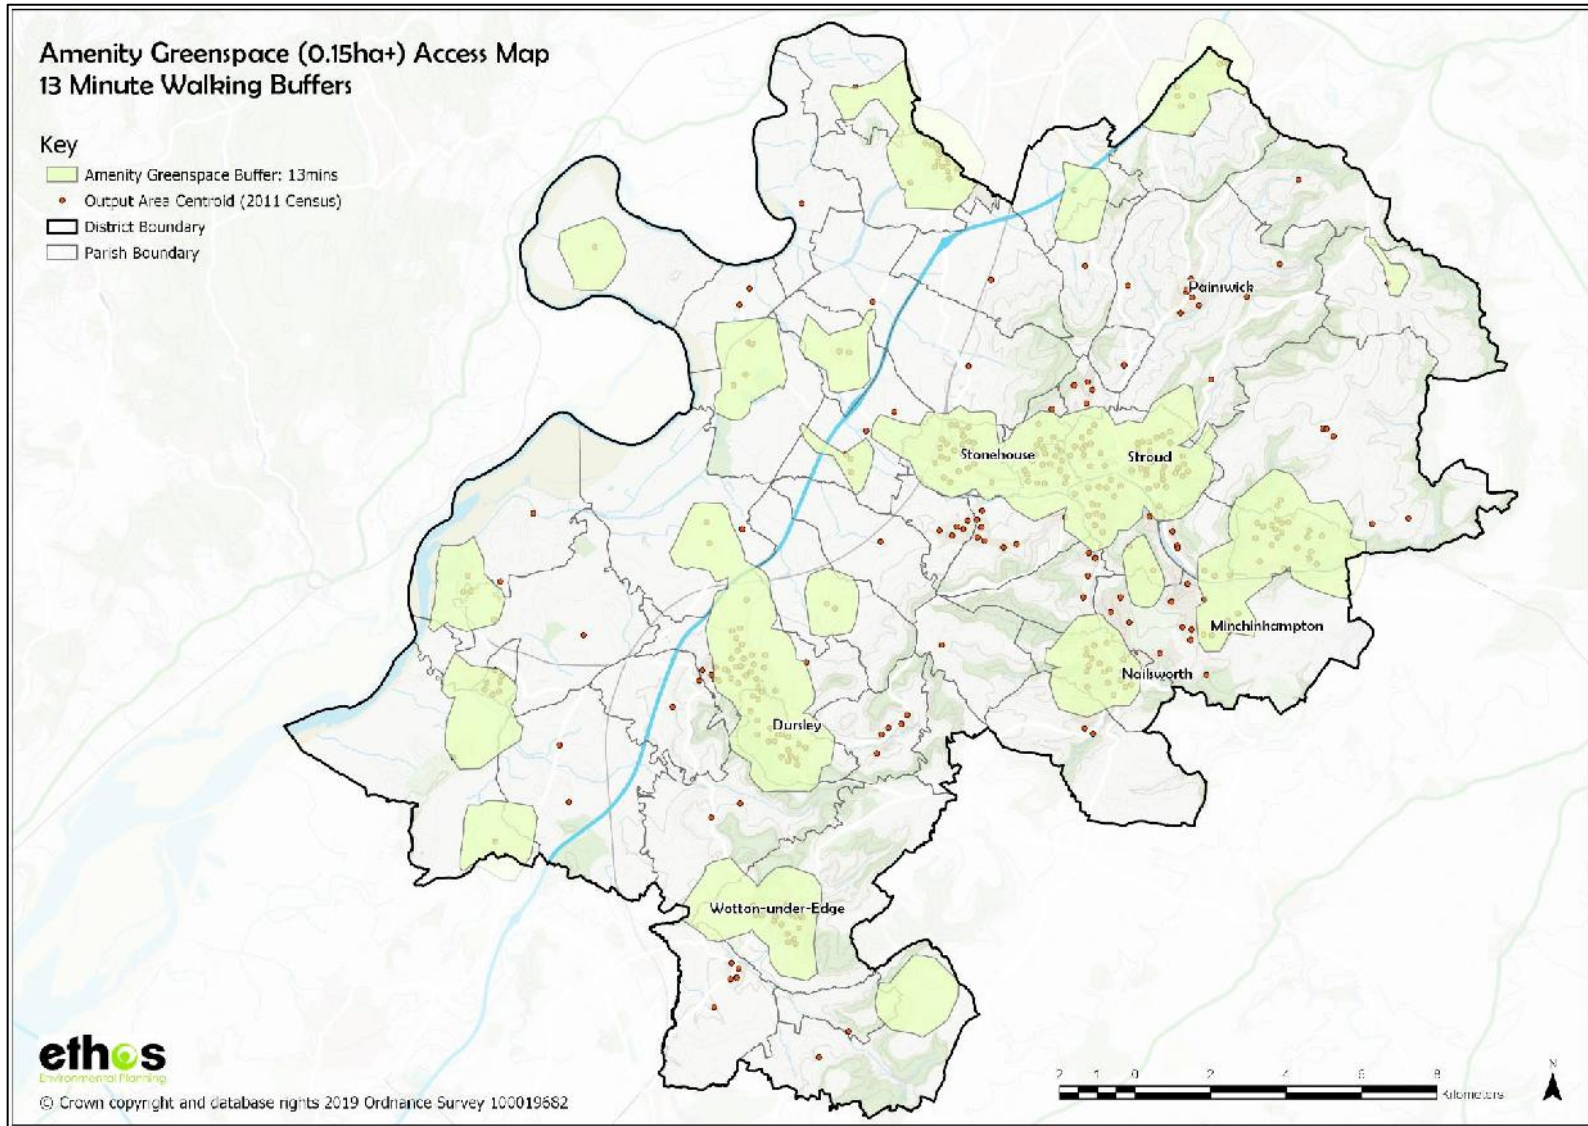 Amenity Greenspace (0.15ha+) Access Map
13 Minute Walking Buffers
Key
Amenity Greenspace Buffer: 13mins
Output Area Centroid (2011 Census)
District Boundary
Parish Boundary
Painswick
Stonehouse
Stroud
Minchinhampton
Nailsworth
Dursley
Wotton-under-Edge
ethos
Environmental Planning
© Crown copyright and database rights 2019 Ordnance Survey 100019682
2 1 0 2 4 6 8
Kilometers
N